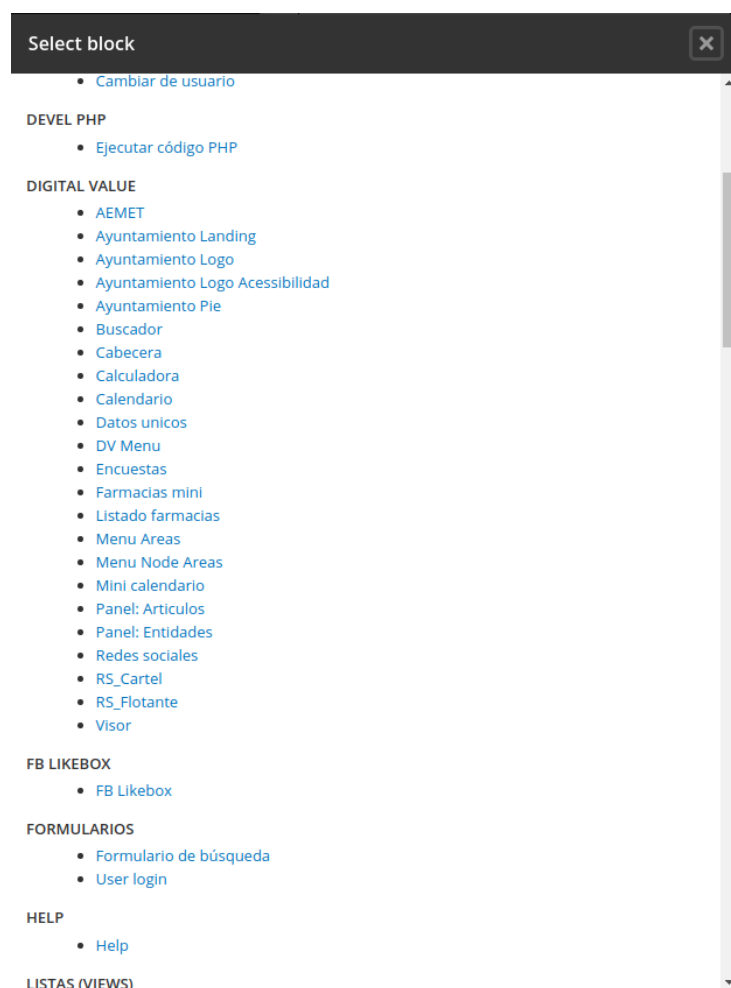 Select block
Cambiar de usuario
DEVEL PHP
Ejecutar código PHP
DIGITAL VALUE
AEMET
Ayuntamiento Landing
Ayuntamiento Logo
Ayuntamiento Logo Acessibilidad
Ayuntamiento Pie
Buscador
Cabecera
Calculadora
Calendario
Datos unicos
DV Menu
Encuestas
Farmacias mini
Listado farmacias
Menu Areas
Menu Node Areas
Mini calendario
Panel: Articulos
Panel: Entidades
Redes sociales
RS_Cartel
RS_Flotante
Visor
FB LIKEBOX
FB Likebox
FORMULARIOS
Formulario de búsqueda
User login
HELP
Help
LISTAS (VIEWS)